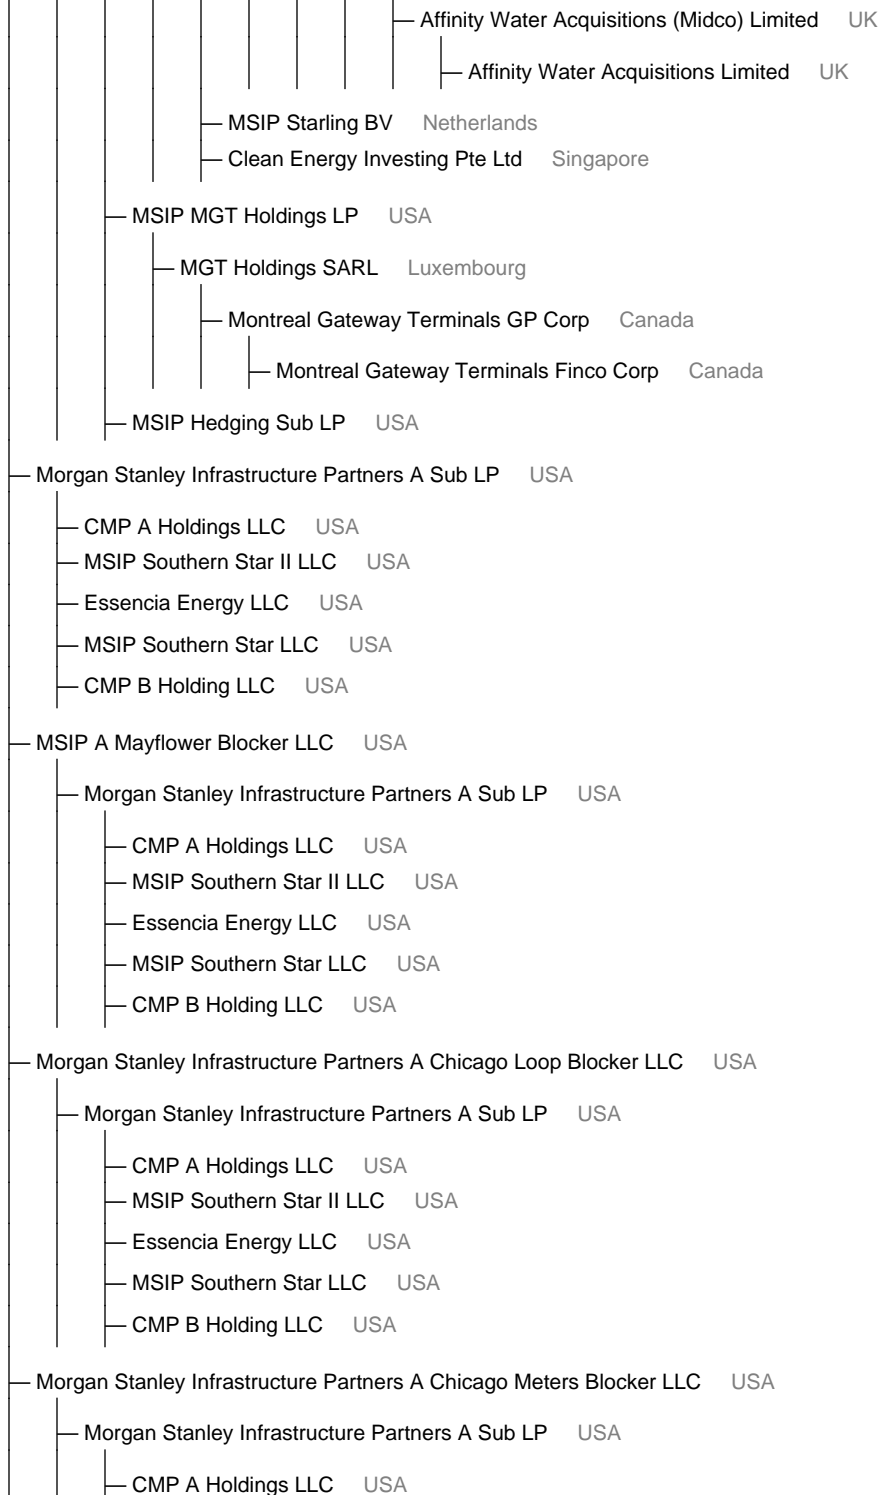 Affinity Water Acquisitions (Midco) Limited UK
Affinity Water Acquisitions Limited UK
MSIP Starling BV Netherlands
Clean Energy Investing Pte Ltd Singapore
MSIP MGT Holdings LP USA
MGT Holdings SARL Luxembourg
Montreal Gateway Terminals GP Corp Canada
Montreal Gateway Terminals Finco Corp Canada
MSIP Hedging Sub LP USA
Morgan Stanley Infrastructure Partners A Sub LP USA
CMP A Holdings LLC USA
MSIP Southern Star II LLC USA
Essencia Energy LLC USA
MSIP Southern Star LLC USA
CMP B Holding LLC USA
MSIP A Mayflower Blocker LLC USA
Morgan Stanley Infrastructure Partners A Sub LP USA
CMP A Holdings LLC USA
MSIP Southern Star II LLC USA
Essencia Energy LLC USA
MSIP Southern Star LLC USA
CMP B Holding LLC USA
Morgan Stanley Infrastructure Partners A Chicago Loop Blocker LLC USA
Morgan Stanley Infrastructure Partners A Sub LP USA
CMP A Holdings LLC USA
MSIP Southern Star II LLC USA
Essencia Energy LLC USA
MSIP Southern Star LLC USA
CMP B Holding LLC USA
Morgan Stanley Infrastructure Partners A Chicago Meters Blocker LLC USA
Morgan Stanley Infrastructure Partners A Sub LP USA
CMP A Holdings LLC USA